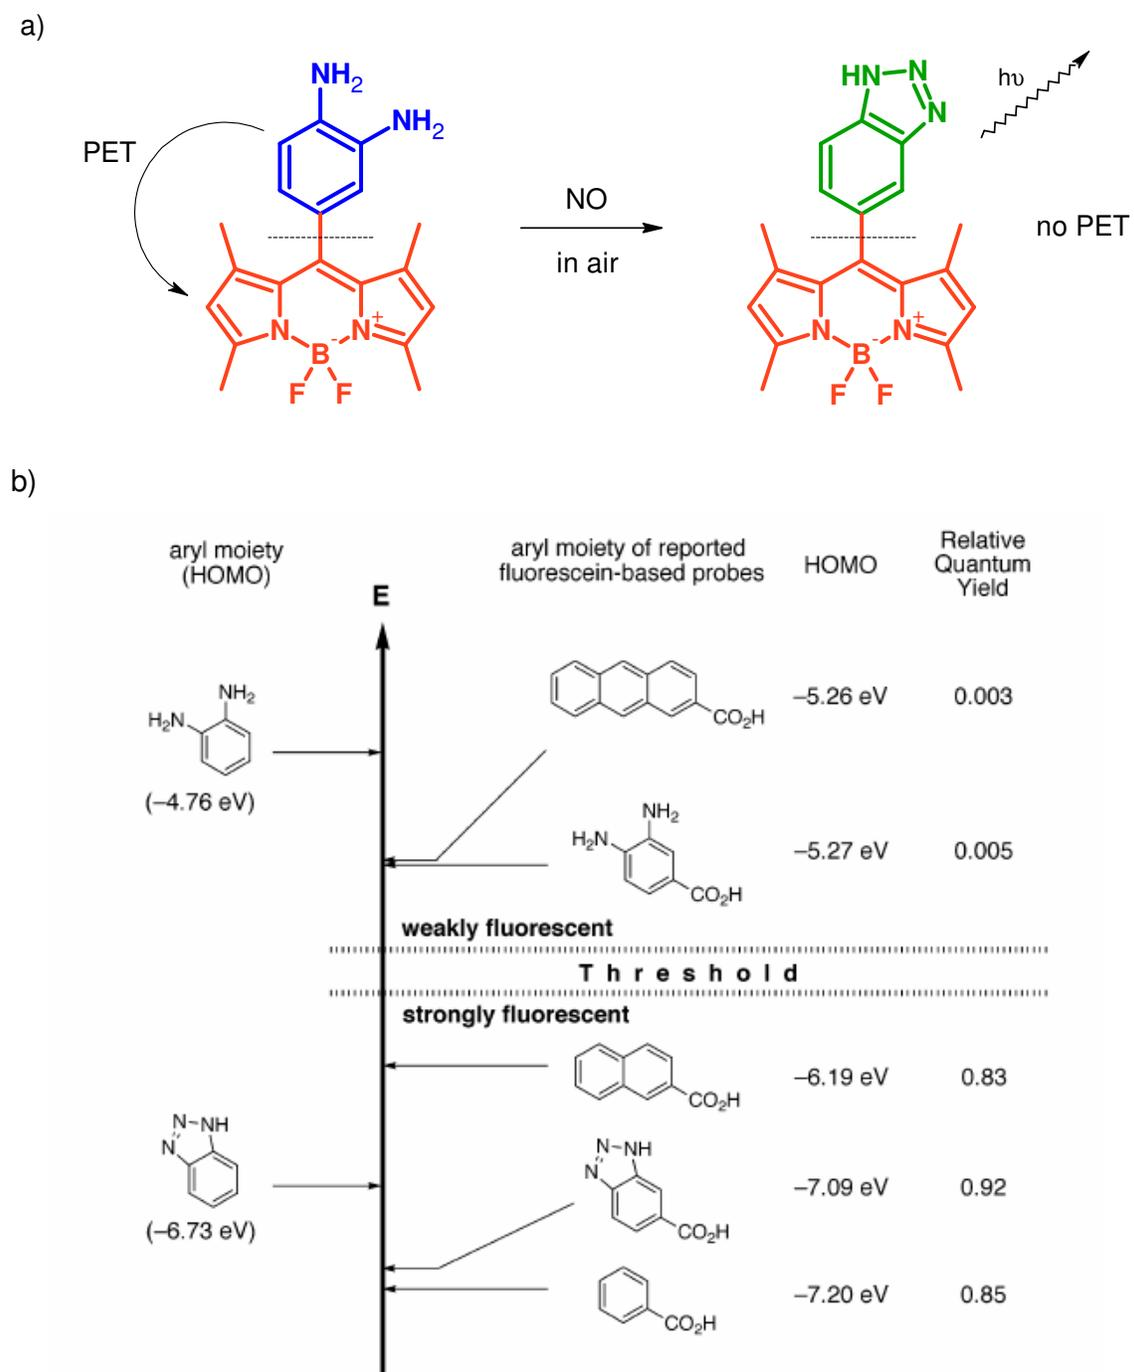 a)
NH2
NH2
PET
N
N
+
B
-
F
F
NO
in air
HN
N
N
hυ
no PET
N
N
+
B
-
F
F
b)
aryl moiety
(HOMO)
E
aryl moiety of reported
fluorescein-based probes
HOMO
Relative
Quantum
Yield
NH2
H2N
(–4.76 eV)
CO2H
–5.26 eV
0.003
NH2
H2N
CO2H
–5.27 eV
0.005
weakly fluorescent
Threshold
strongly fluorescent
CO2H
–6.19 eV
0.83
N
NH
N
(–6.73 eV)
N
NH
N
CO2H
–7.09 eV
0.92
CO2H
–7.20 eV
0.85